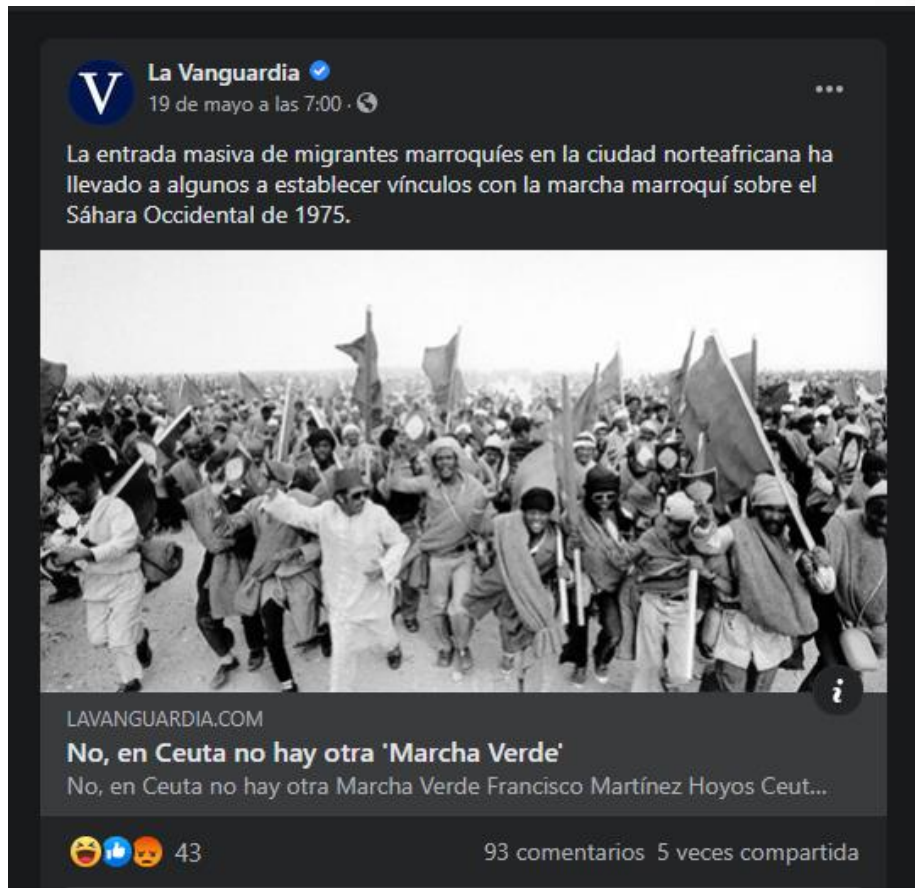 La Vanguardia
19 de mayo a las 7:00 ·
La entrada masiva de migrantes marroquíes en la ciudad norteafricana ha
llevado a algunos a establecer vínculos con la marcha marroquí sobre el
Sáhara Occidental de 1975.
LAVANGUARDIA.COM
No, en Ceuta no hay otra 'Marcha Verde'
No, en Ceuta no hay otra Marcha Verde Francisco Martínez Hoyos Ceut...
43 93 comentarios 5 veces compartida